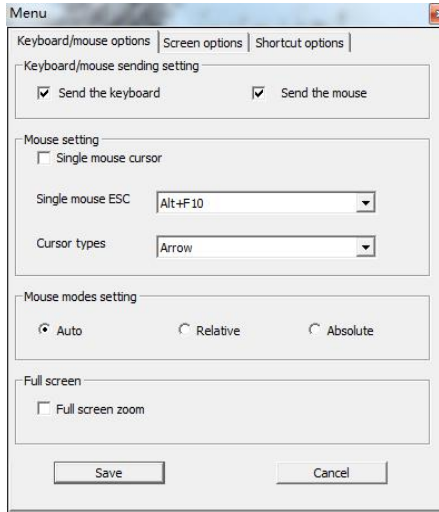 Menu
Keyboard/mouse options Screen options Shortcut options
Keyboard/mouse sending setting
Send the keyboard Send the mouse
Mouse setting
Single mouse cursor
Single mouse ESC Alt+F10
Cursor types Arrow
Mouse modes setting
Auto Relative Absolute
Full screen
Full screen zoom
Save Cancel